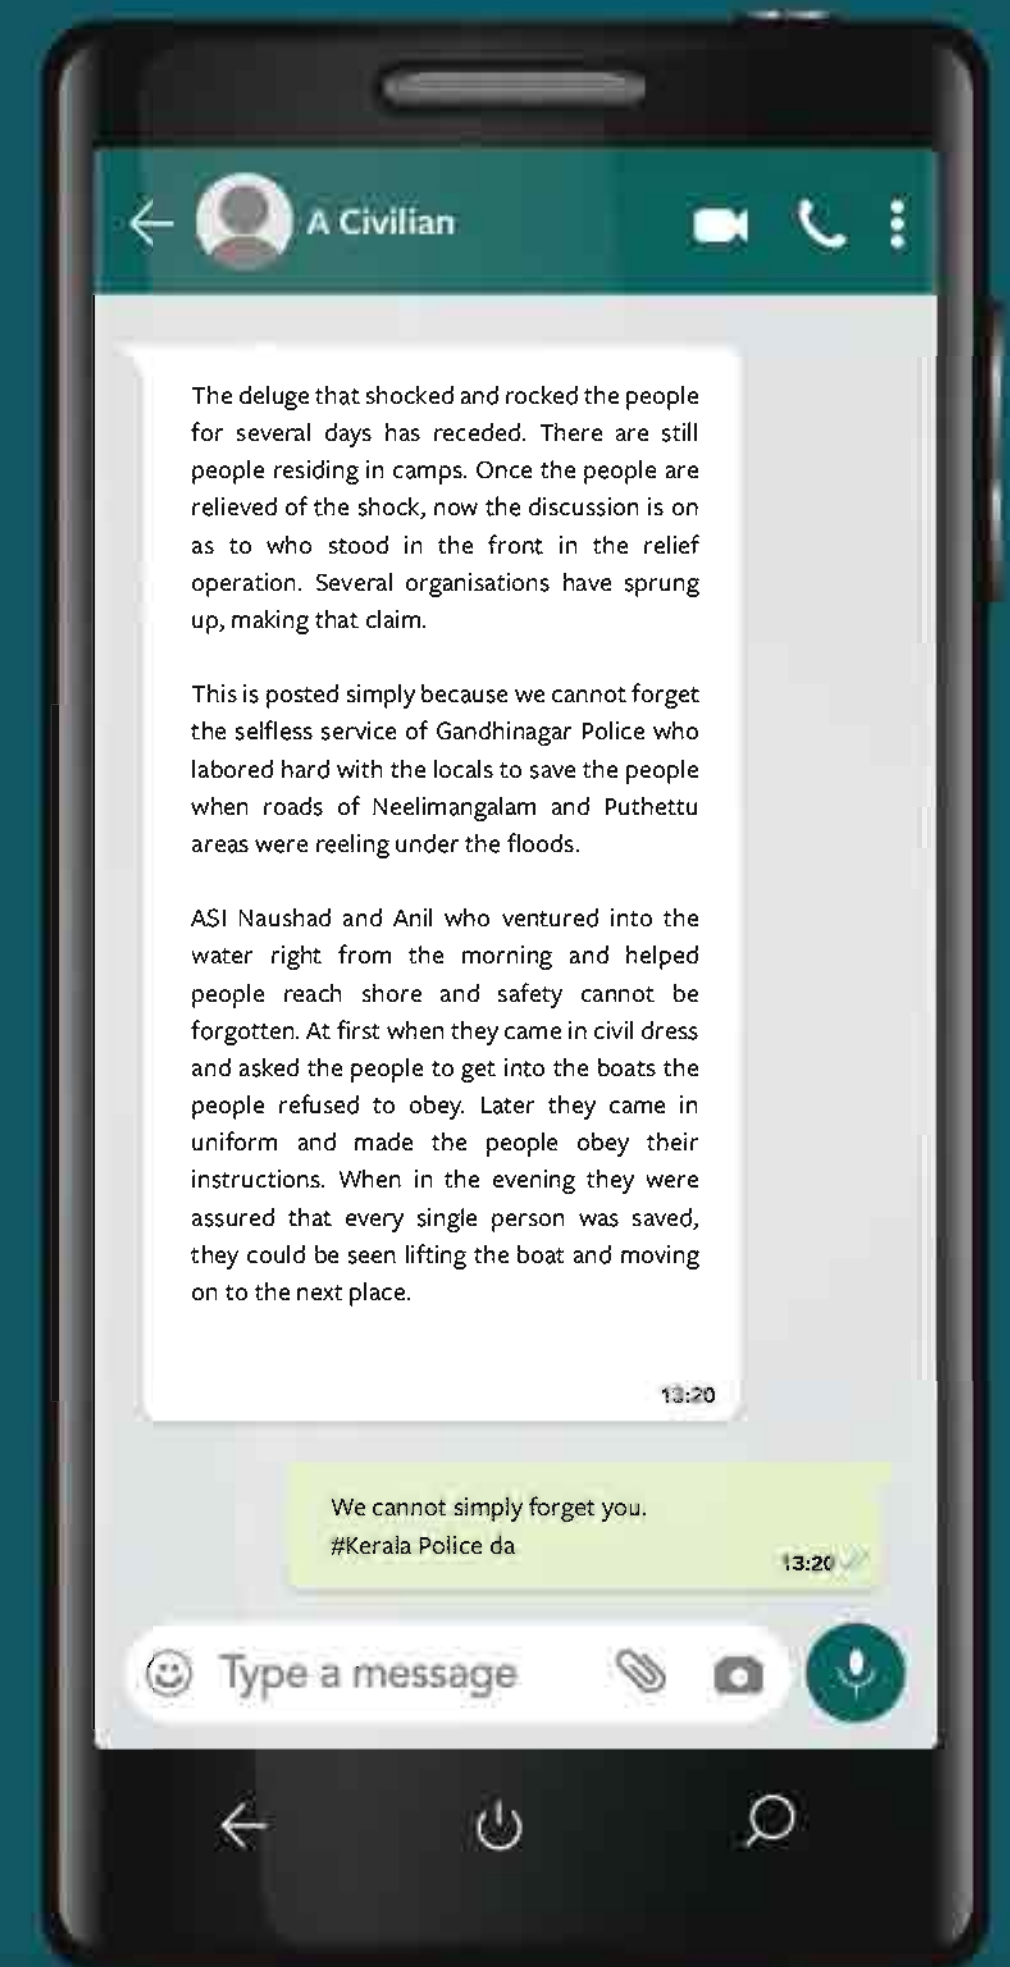 A Civilian
The deluge that shocked and rocked the people
for several days has receded. There are still
people residing in camps. Once the people are
relieved of the shock, now the discussion is on
as to who stood in the front in the relief
operation. Several organisations have sprung
up, making that claim.
This is posted simply because we cannot forget
the selfless service of Gandhinagar Police who
labored hard with the locals to save the people
when roads of Neelimangalam and Puthettu
areas were reeling under the floods.
ASI Naushad and Anil who ventured into the
water right from the morning and helped
people reach shore and safety cannot be
forgotten. At first when they came in civil dress
and asked the people to get into the boats the
people refused to obey. Later they came in
uniform and made the people obey their
instructions. When in the evening they were
assured that every single person was saved,
they could be seen lifting the boat and moving
on to the next place.
13:20
We cannot simply forget you.
#Kerala Police da
13:20
Type a message